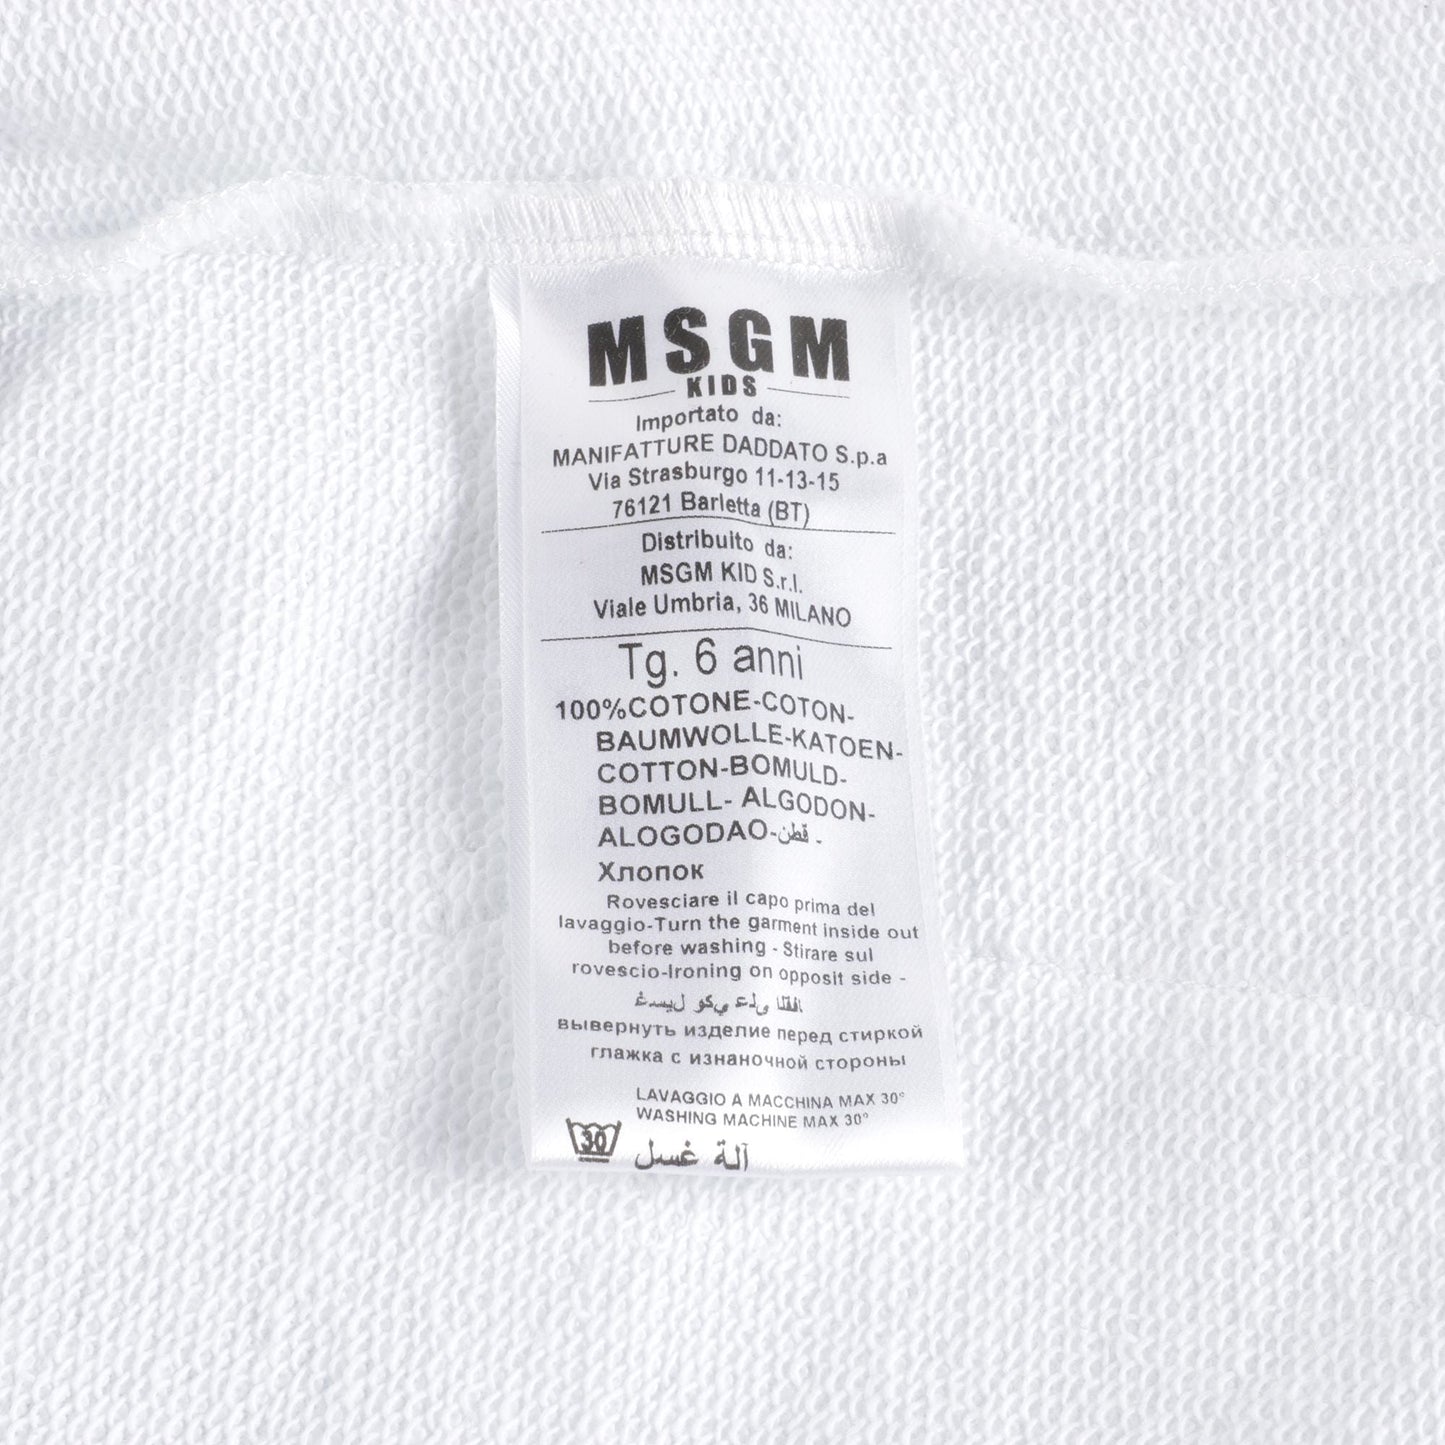 MSGM
KIDS
Importato da:
MANIFATTURE DADDATO S.p.a
Via Strasburgo 11-13-15
76121 Barletta (BT)
Distribuito da:
MSGM KID S.r.l.
Viale Umbria, 36 MILANO
Tg. 6 anni
100%COTONE-COTON-
BAUMWOLLE-KATOEN-
COTTON-BOMULD-
BOMULL- ALGODON-
ALOGODAO-قطن -
Хлопок
Rovesciare il capo prima del
lavaggio-Turn the garment inside out
before washing - Stirare sul
rovescio-Ironing on opposit side -
вывернуть изделие перед стиркой
глажка с изнаночной стороны
LAVAGGIO A MACCHINA MAX 30°
WASHING MACHINE MAX 30°
30 آلة غسل